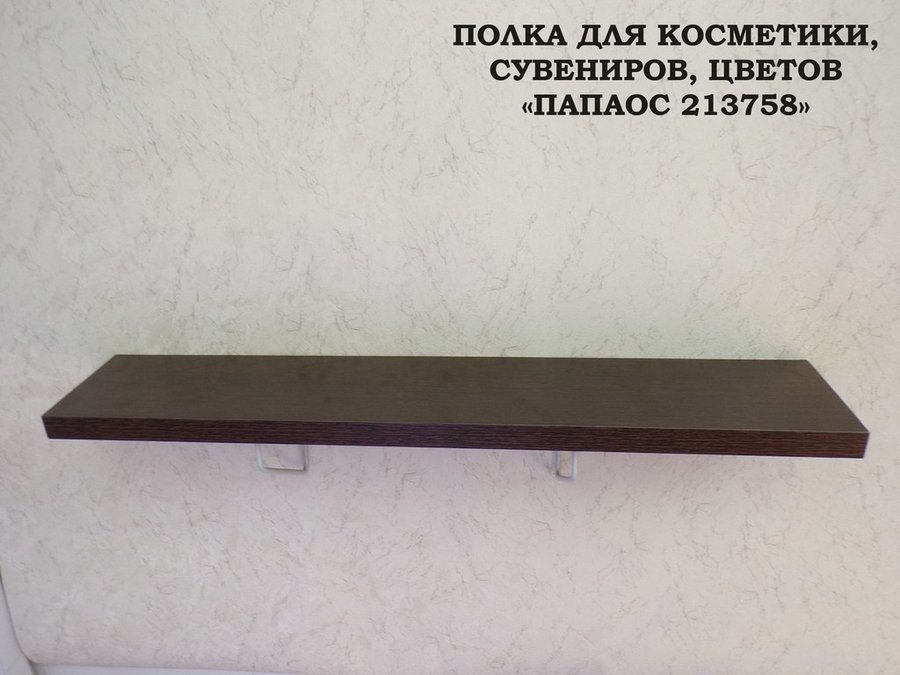 ПОЛКА ДЛЯ КОСМЕТИКИ,
СУВЕНИРОВ, ЦВЕТОВ
«ПАПАОС 213758»